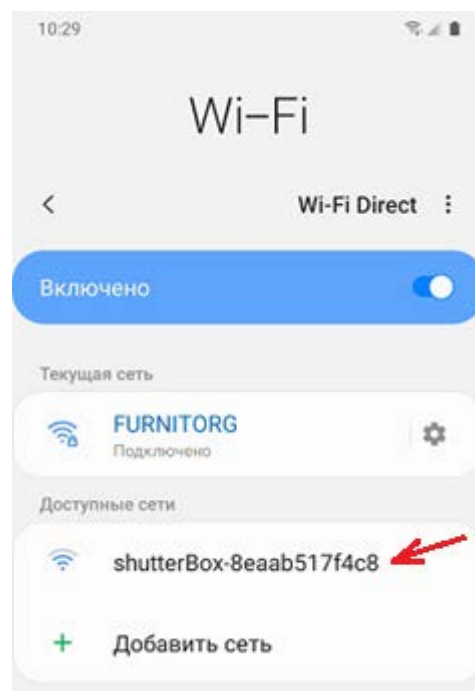 10:29
Wi-Fi
Wi-Fi Direct
Включено
Текущая сеть
FURNITORG
Подключено
Доступные сети
shutterBox-8eaab517f4c8
Добавить сеть